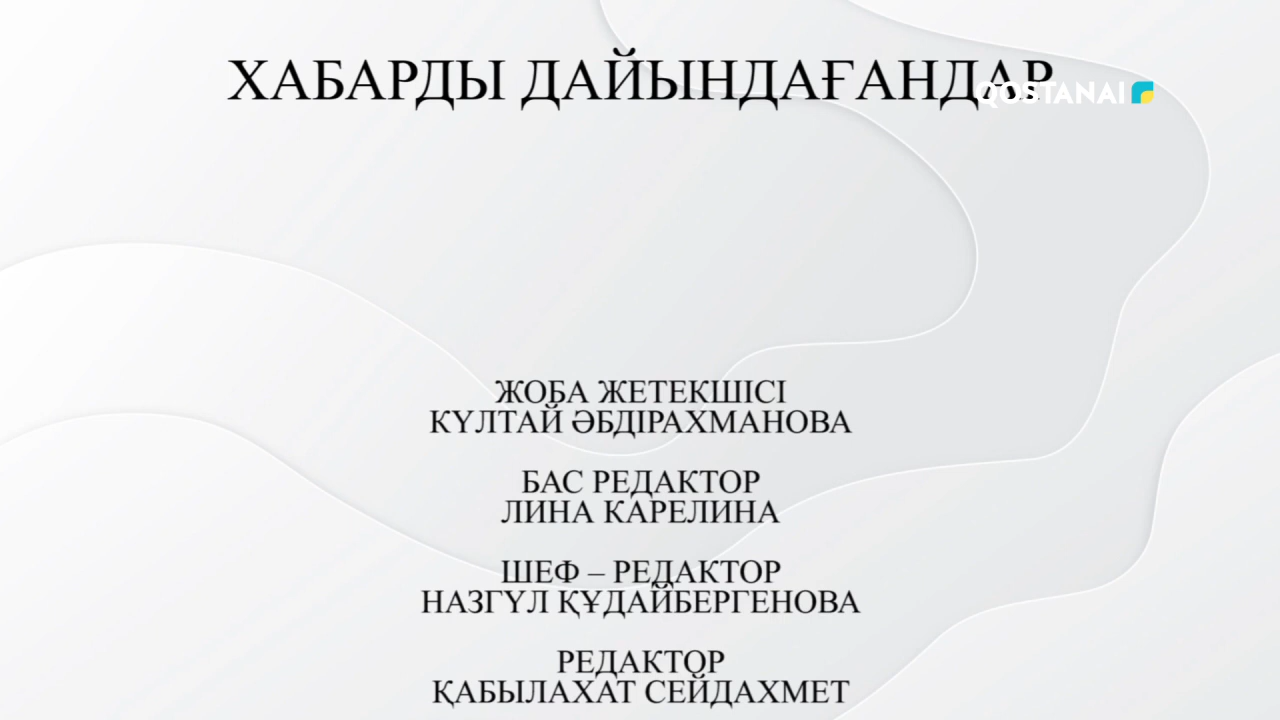 ХАБАРДЫ ДАЙЫНДАҒАНДАР
QOSTANAI
ЖОБА ЖЕТЕКШІСІ
КҮЛТАЙ ӘБДІРАХМАНОВА
БАС РЕДАКТОР
ЛИНА КАРЕЛИНА
ШЕФ – РЕДАКТОР
НАЗГҮЛ ҚҰДАЙБЕРГЕНОВА
РЕДАКТОР
ҚАБЫЛАХАТ СЕЙДАХМЕТ